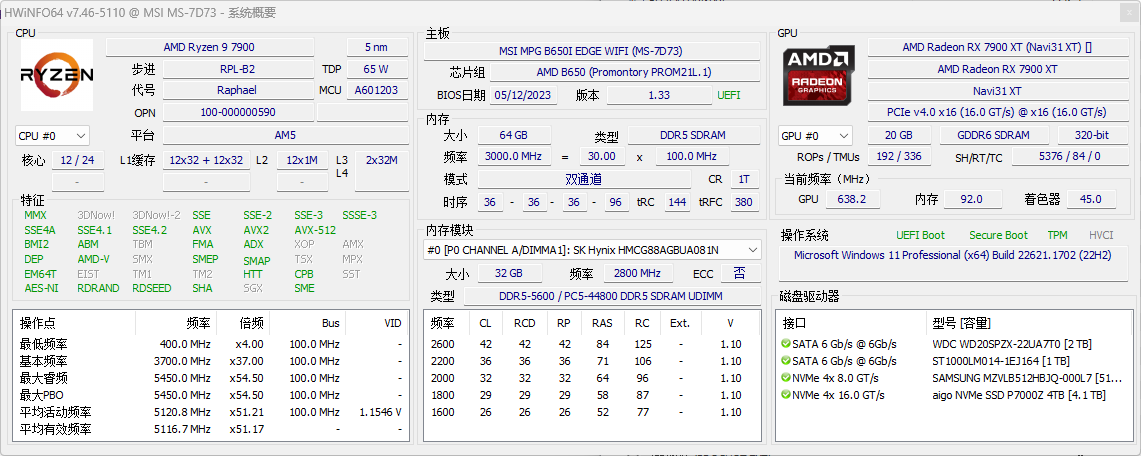 HWiNFO64 v7.46-5110 @ MSI MS-7D73 - 系统概要
CPU
RYZEN
AMD Ryzen 9 7900 5 nm
步进 RPL-B2 TDP 65 W
代号 Raphael MCU A601203
OPN 100-000000590
CPU #0 平台 AM5
核心 12 / 24 L1缓存 12x32 + 12x32 L2 12x1M L3 2x32M
- - - L4
特征
MMX 3DNow! 3DNow!-2 SSE SSE-2 SSE-3 SSSE-3
SSE4A SSE4.1 SSE4.2 AVX AVX2 AVX-512
BMI2 ABM TBM FMA ADX XOP AMX
DEP AMD-V SMX SMEP SMAP TSX MPX
EM64T EIST TM1 TM2 HTT CPB SST
AES-NI RDRAND RDSEED SHA SGX SME
操作点 频率 倍频 Bus VID
最低频率 400.0 MHz x4.00 100.0 MHz -
基本频率 3700.0 MHz x37.00 100.0 MHz -
最大睿频 5450.0 MHz x54.50 100.0 MHz -
最大PBO 5450.0 MHz x54.50 100.0 MHz -
平均活动频率 5120.8 MHz x51.21 100.0 MHz 1.1546 V
平均有效频率 5116.7 MHz x51.17 - -
主板
MSI MPG B650I EDGE WIFI (MS-7D73)
芯片组 AMD B650 (Promontory PROM21L.1)
BIOS日期 05/12/2023 版本 1.33 UEFI
内存
大小 64 GB 类型 DDR5 SDRAM
频率 3000.0 MHz = 30.00 x 100.0 MHz
模式 双通道 CR 1T
时序 36 - 36 - 36 - 96 tRC 144 tRFC 380
内存模块
#0 [P0 CHANNEL A/DIMMA1]: SK Hynix HMCG88AGBUA081N
大小 32 GB 频率 2800 MHz ECC 否
类型 DDR5-5600 / PC5-44800 DDR5 SDRAM UDIMM
频率 CL RCD RP RAS RC Ext. V
2600 42 42 42 84 125 - 1.10
2200 36 36 36 71 106 - 1.10
2000 32 32 32 64 96 - 1.10
1800 29 29 29 58 87 - 1.10
1600 26 26 26 52 77 - 1.10
GPU
AMD
RADEON
GRAPHICS
AMD Radeon RX 7900 XT (Navi31 XT) []
AMD Radeon RX 7900 XT
Navi31 XT
PCIe v4.0 x16 (16.0 GT/s) @ x16 (16.0 GT/s)
GPU #0 20 GB GDDR6 SDRAM 320-bit
ROPs / TMUs 192 / 336 SH/RT/TC 5376 / 84 / 0
当前频率（MHz）
GPU 638.2 内存 92.0 着色器 45.0
操作系统 UEFI Boot Secure Boot TPM HVCI
Microsoft Windows 11 Professional (x64) Build 22621.1702 (22H2)
磁盘驱动器
接口 型号 [容量]
SATA 6 Gb/s @ 6Gb/s WDC WD20SPZX-22UA7T0 [2 TB]
SATA 6 Gb/s @ 6Gb/s ST1000LM014-1EJ164 [1 TB]
NVMe 4x 8.0 GT/s SAMSUNG MZVLB512HBJQ-000L7 [51...
NVMe 4x 16.0 GT/s aigo NVMe SSD P7000Z 4TB [4.1 TB]